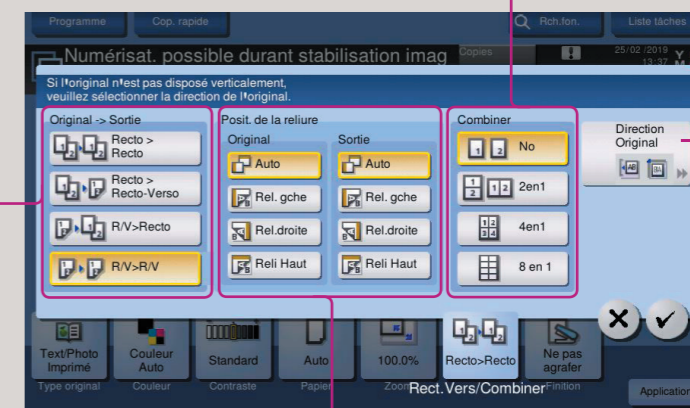 Programme
Cop. rapide
Rch.fon.
Liste tâches
Numérisat. possible durant stabilisation imag
Copies
25/02 /2019
13:37
Y
M
Si l'original n'est pas disposé verticalement,
veuillez sélectionner la direction de l'original.
Original -> Sortie
Recto >
Recto
Recto >
Recto-Verso
R/V>Recto
R/V>R/V
Posit. de la reliure
Original
Sortie
Auto
Auto
Rel. gche
Rel. gche
Rel.droite
Rel.droite
Reli Haut
Reli Haut
Combiner
No
2en1
4en1
8 en 1
Direction
Original
Text/Photo
Imprimé
Couleur
Auto
Standard
Auto
100.0%
Recto>Recto
Ne pas
agrafer
Type original
Couleur
Contraste
Papier
Zoom
Rect.Vers/Combiner
Finition
Application